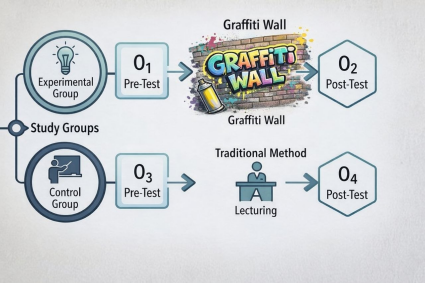 Graffiti Wall
Experimental
Group
O1
Pre-Test
GRAFFITI
WALL
O2
Post-Test
Graffiti Wall
Study Groups
Control
Group
O3
Pre-Test
Traditional Method
Lecturing
O4
Post-Test